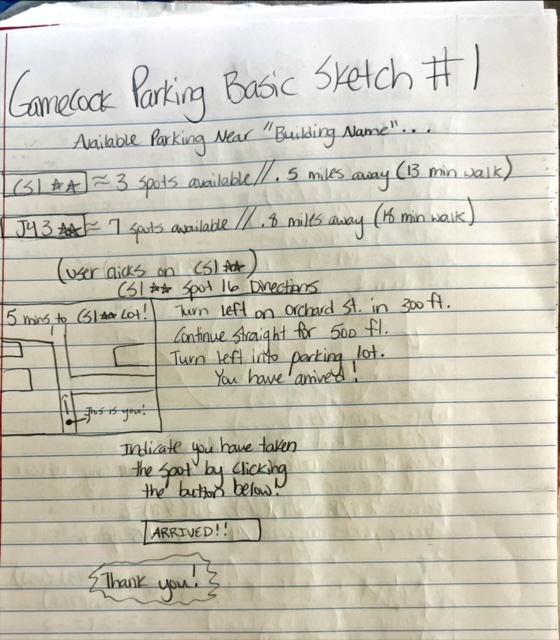 Gamecock Parking Basic Sketch #1
Available Parking Near "Building Name"...
CS1 ☆☆ ≈ 3 spots available // .5 miles away (13 min walk)
J43 ☆☆ ≈ 7 spots available // .8 miles away (18 min walk)
(user clicks on CS1 ☆☆)
CS1 ☆☆ Spot 16 Directions
5 mins to CS1 ☆☆ Lot!
Turn left on orchard St. in 300 ft.
Continue straight for 500 ft.
Turn left into parking lot.
You have arrived!
This is you!
Indicate you have taken
the spot by clicking
the button below!
ARRIVED!!
Thank you!